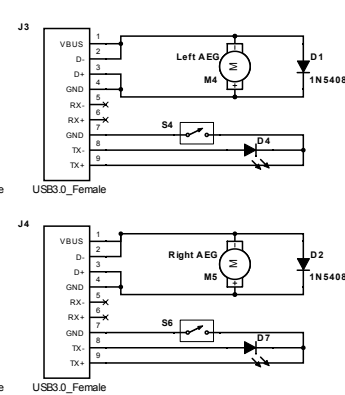 J3
VBUS 1
D- 2
D+ 3
GND 4
RX- 5
RX+ 6
GND 7
TX- 8
TX+ 9
e USB3.0_Female
Left AEG
M
M4
D1
1N5408
S4
D4
J4
VBUS 1
D- 2
D+ 3
GND 4
RX- 5
RX+ 6
GND 7
TX- 8
TX+ 9
e USB3.0_Female
Right AEG
M
M5
D2
1N5408
S6
D7